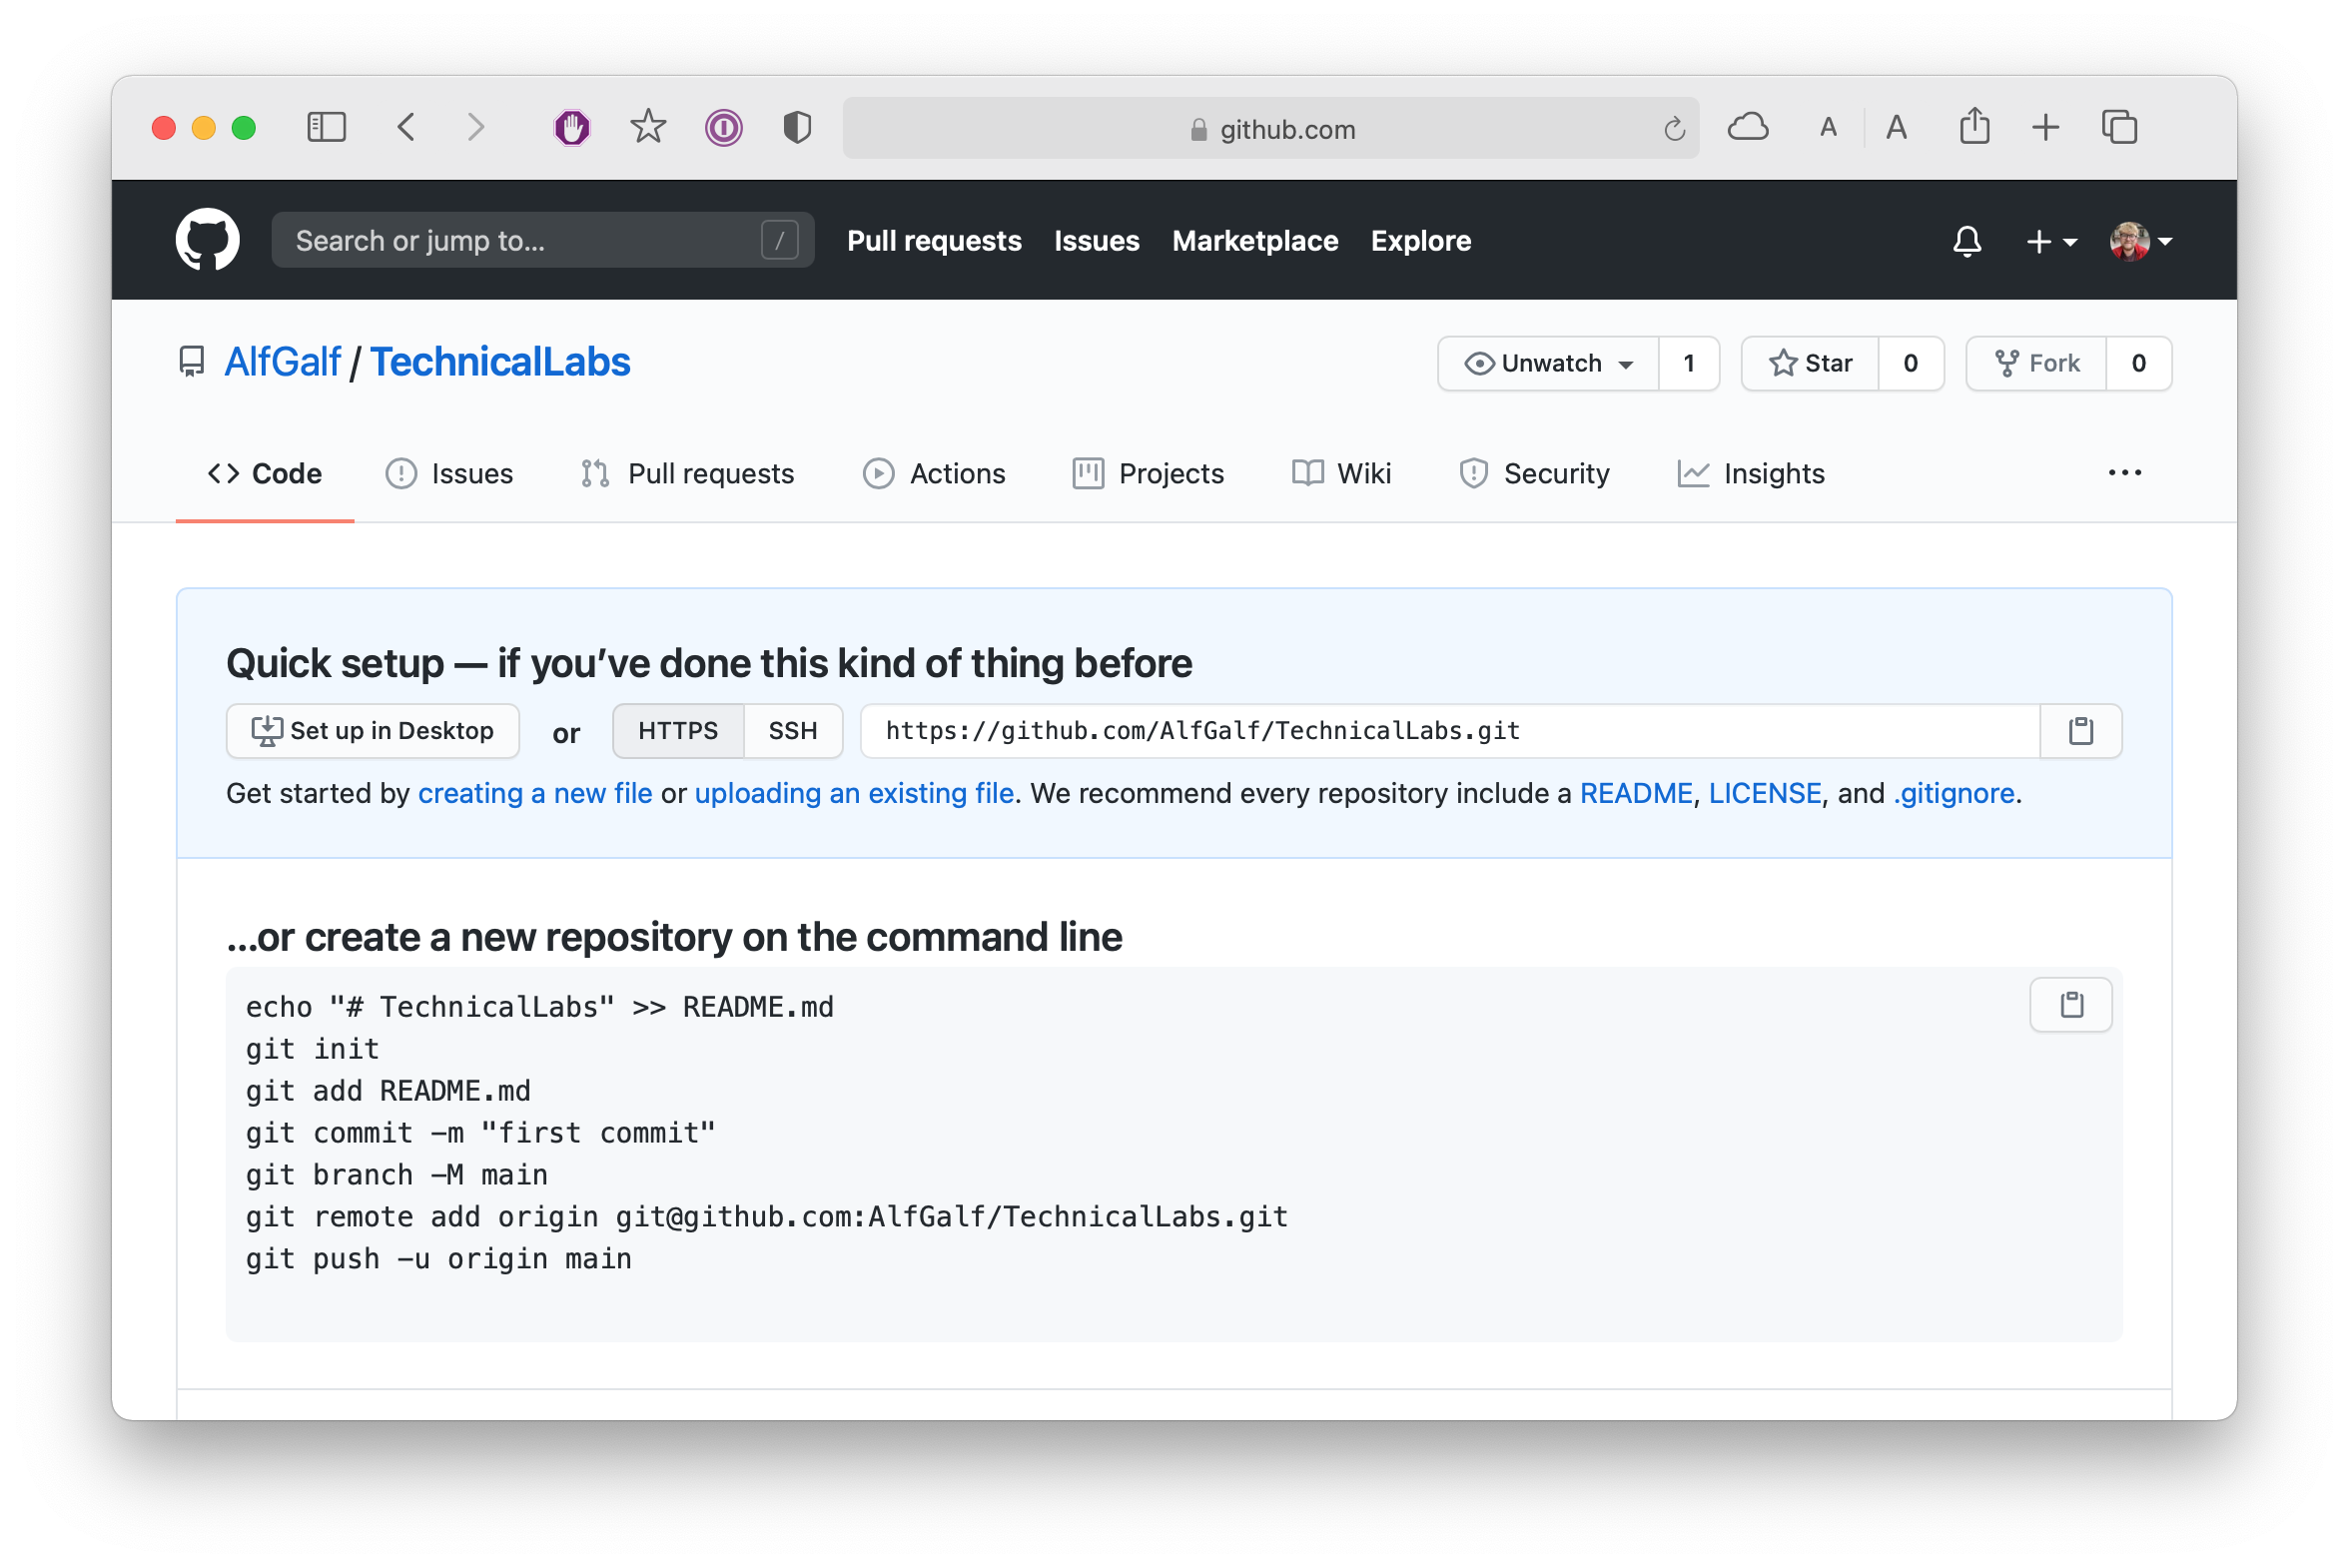 github.com
A A
Search or jump to... /
Pull requests Issues Marketplace Explore
AlfGalf / TechnicalLabs
Unwatch 1 Star 0 Fork 0
Code Issues Pull requests Actions Projects Wiki Security Insights ...
Quick setup — if you’ve done this kind of thing before
Set up in Desktop or HTTPS SSH https://github.com/AlfGalf/TechnicalLabs.git
Get started by creating a new file or uploading an existing file. We recommend every repository include a README, LICENSE, and .gitignore.
…or create a new repository on the command line
echo "# TechnicalLabs" >> README.md
git init
git add README.md
git commit -m "first commit"
git branch -M main
git remote add origin git@github.com:AlfGalf/TechnicalLabs.git
git push -u origin main